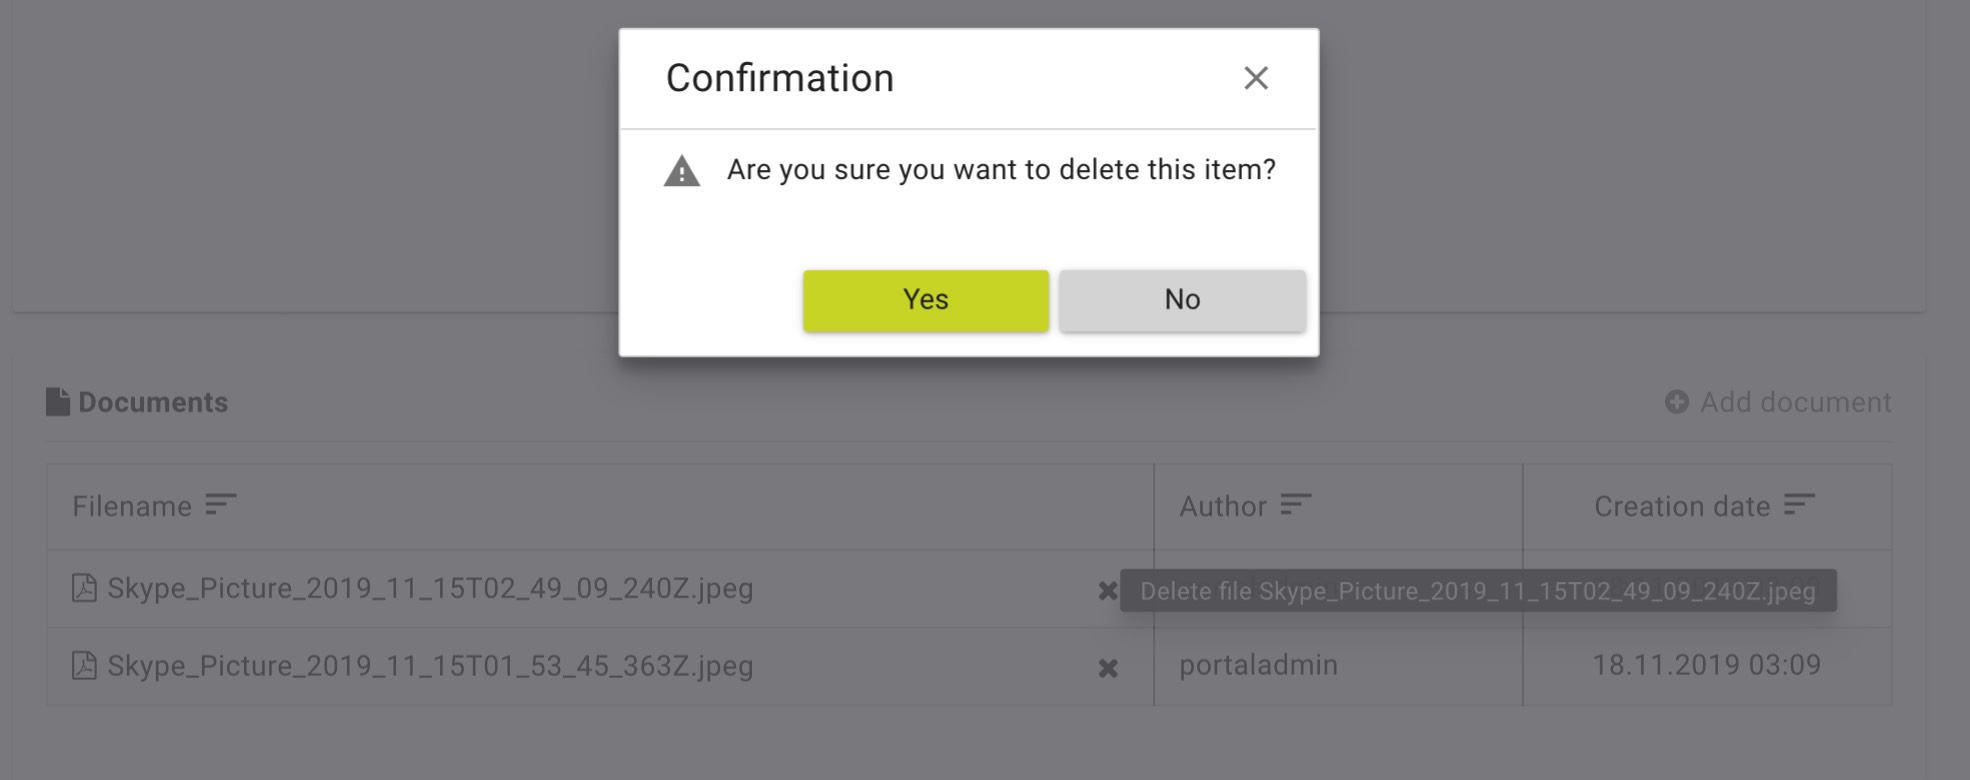 Confirmation
Are you sure you want to delete this item?
Yes No
Documents
Add document
Filename Author Creation date
Skype_Picture_2019_11_15T02_49_09_240Z.jpeg
Delete file Skype_Picture_2019_11_15T02_49_09_240Z.jpeg
Skype_Picture_2019_11_15T01_53_45_363Z.jpeg portaladmin 18.11.2019 03:09